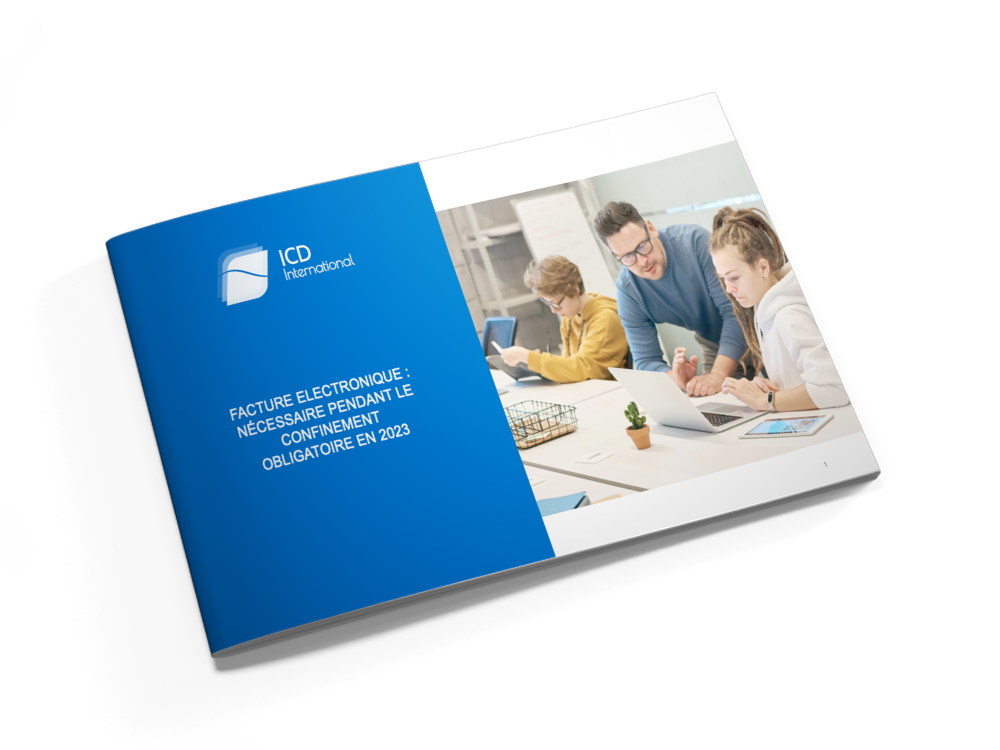 ICD
International
FACTURE ELECTRONIQUE :
NÉCESSAIRE PENDANT LE
CONFINEMENT
OBLIGATOIRE EN 2023
1